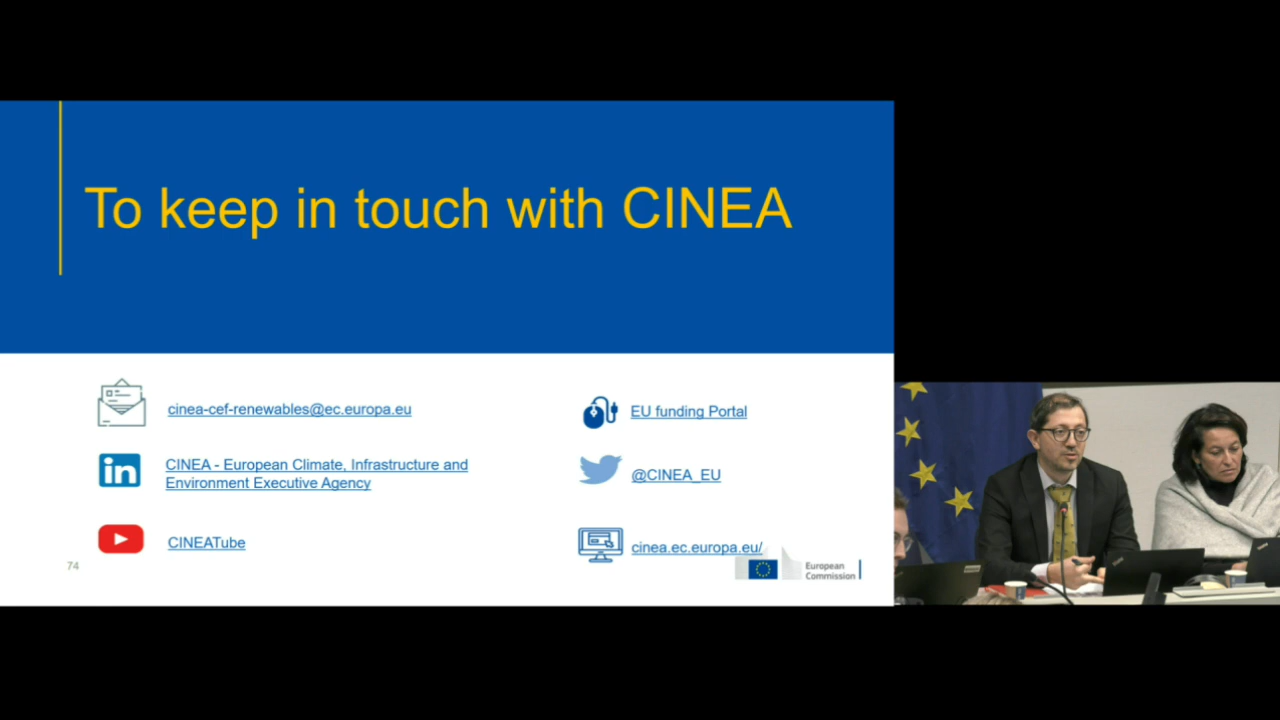 To keep in touch with CINEA
cinea-cef-renewables@ec.europa.eu
EU funding Portal
in
CINEA - European Climate, Infrastructure and
Environment Executive Agency
@CINEA_EU
CINEATube
cinea.ec.europa.eu/
74
European
Commission